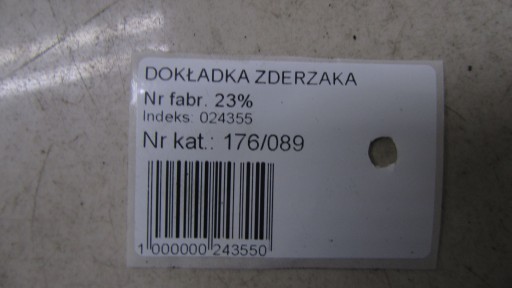 DOKŁADKA ZDERZAKA
Nr fabr. 23%
Indeks: 024355
Nr kat.: 176/089
1 000000 243550